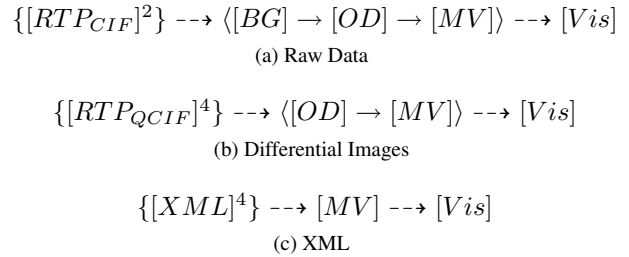 {[RTP_CIF]²} --→ ⟨[BG] → [OD] → [MV]⟩ --→ [Vis]
(a) Raw Data
{[RTP_QCIF]⁴} --→ ⟨[OD] → [MV]⟩ --→ [Vis]
(b) Differential Images
{[XML]⁴} --→ [MV] --→ [Vis]
(c) XML